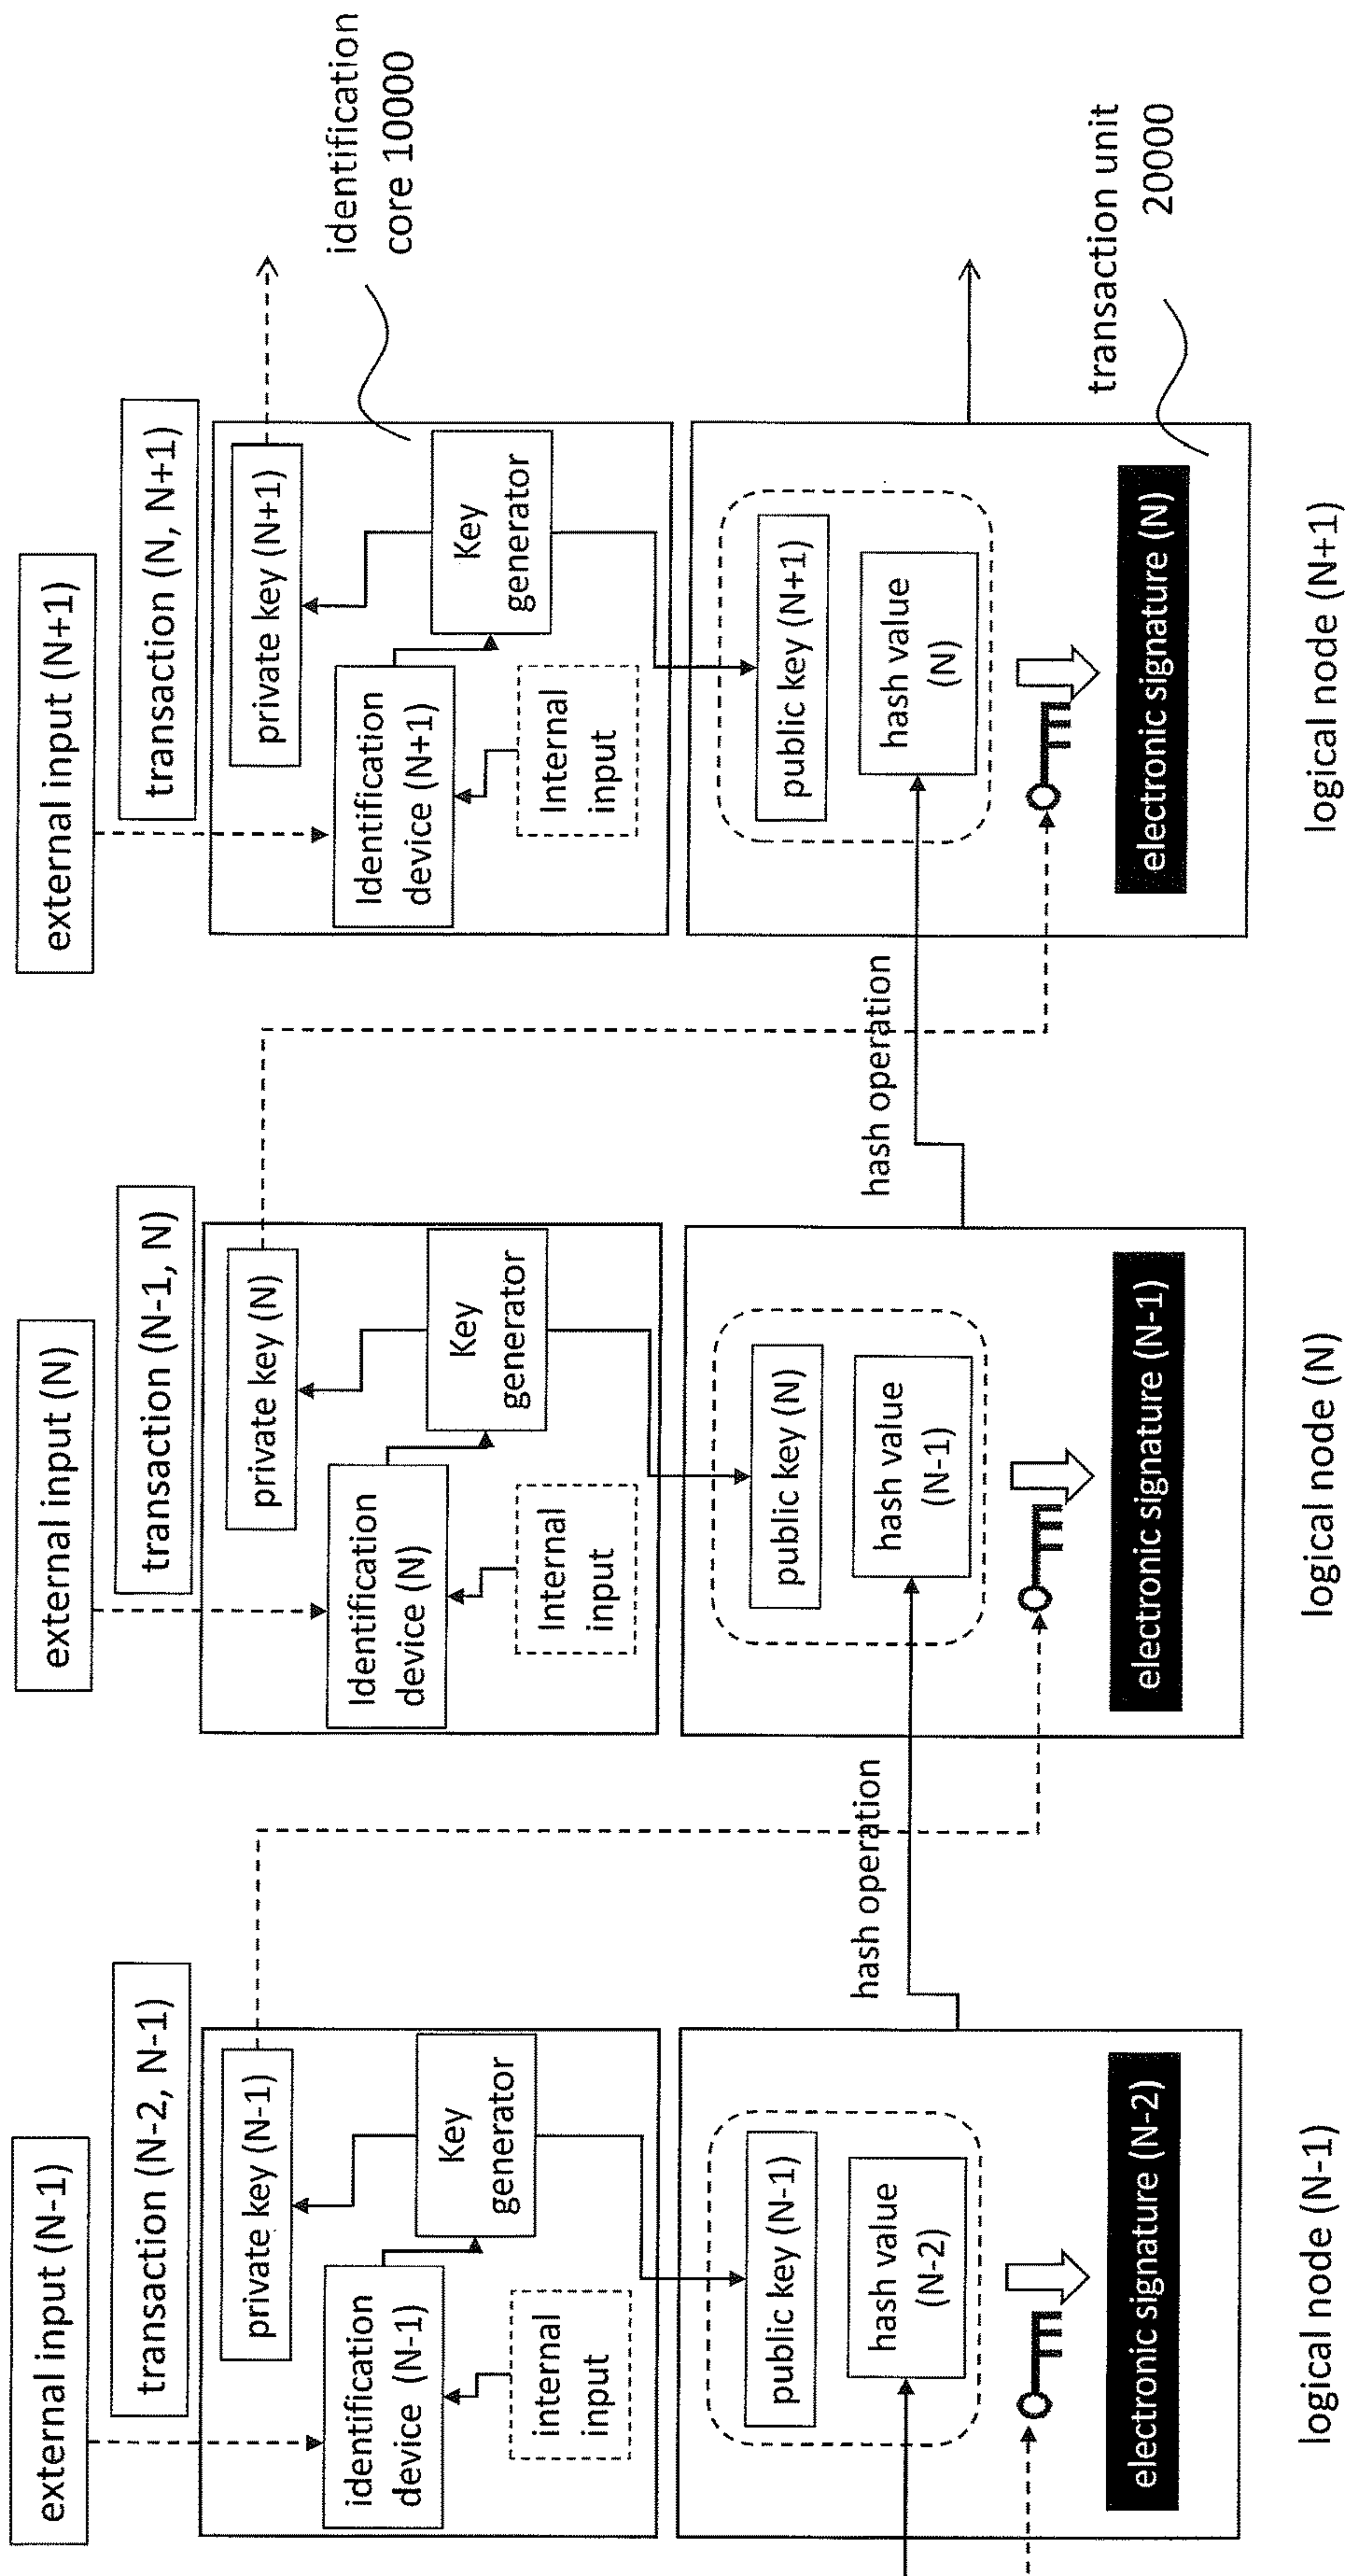 external input (N-1)
transaction (N-2, N-1)
private key (N-1)
identification
device (N-1)
Key
generator
internal
input
public key (N-1)
hash value
(N-2)
electronic signature (N-2)
logical node (N-1)
hash operation
external input (N)
transaction (N-1, N)
private key (N)
Identification
device (N)
Key
generator
Internal
input
public key (N)
hash value
(N-1)
electronic signature (N-1)
logical node (N)
hash operation
external input (N+1)
transaction (N, N+1)
private key (N+1)
Identification
device (N+1)
Key
generator
Internal
input
public key (N+1)
hash value
(N)
electronic signature (N)
logical node (N+1)
identification
core 10000
transaction unit
20000